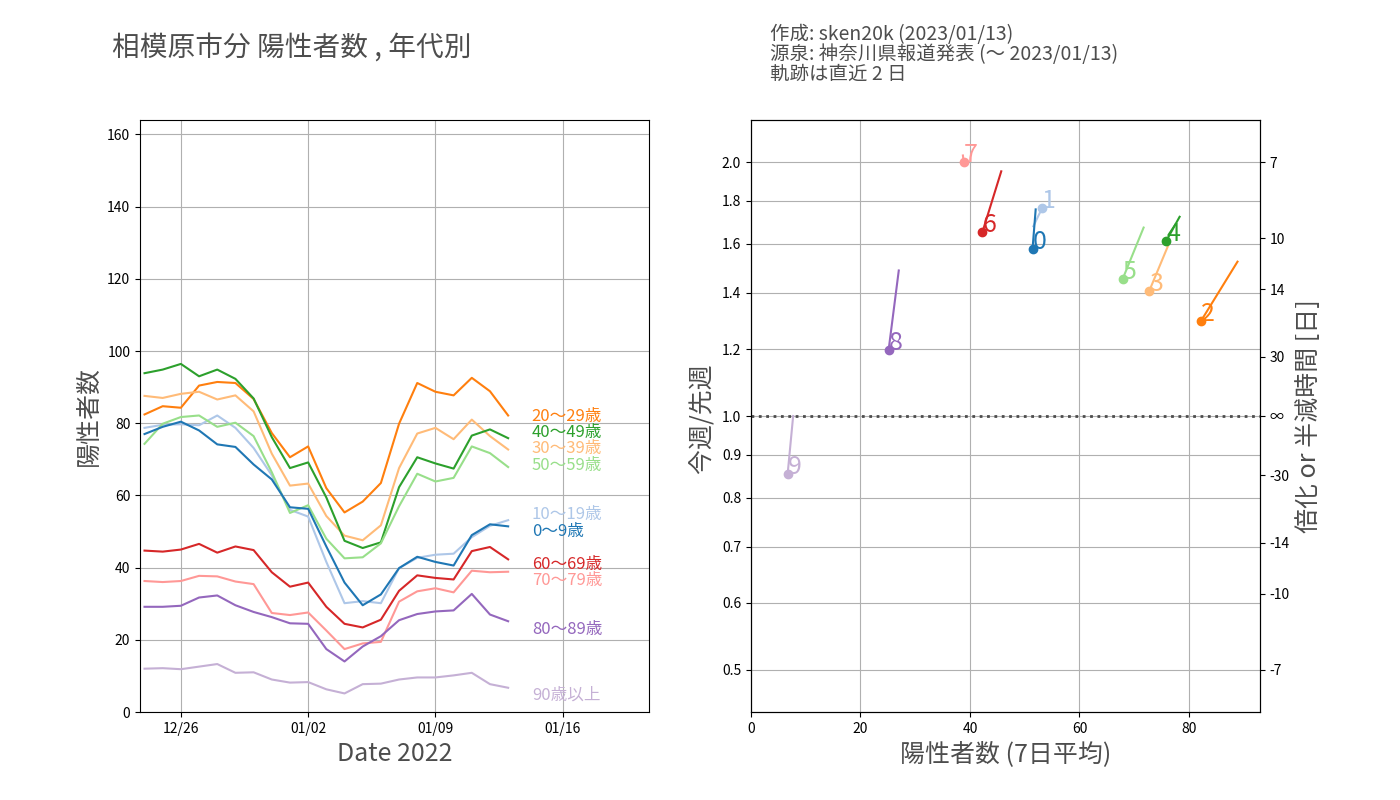 相模原市分 陽性者数 , 年代別
作成: sken20k (2023/01/13)
源泉: 神奈川県報道発表 (〜 2023/01/13)
軌跡は直近 2 日
陽性者数
160
140
120
100
80
60
40
20
0
12/26
01/02
01/09
01/16
Date 2022
20〜29歳
40〜49歳
30〜39歳
50〜59歳
10〜19歳
0〜9歳
60〜69歳
70〜79歳
80〜89歳
90歳以上
今週/先週
2.0
1.8
1.6
1.4
1.2
1.0
0.9
0.8
0.7
0.6
0.5
0
20
40
60
80
陽性者数 (7日平均)
7
6
1
0
4
5
3
2
8
9
7
10
14
30
∞
-30
-14
-10
-7
倍化 or 半減時間 [日]